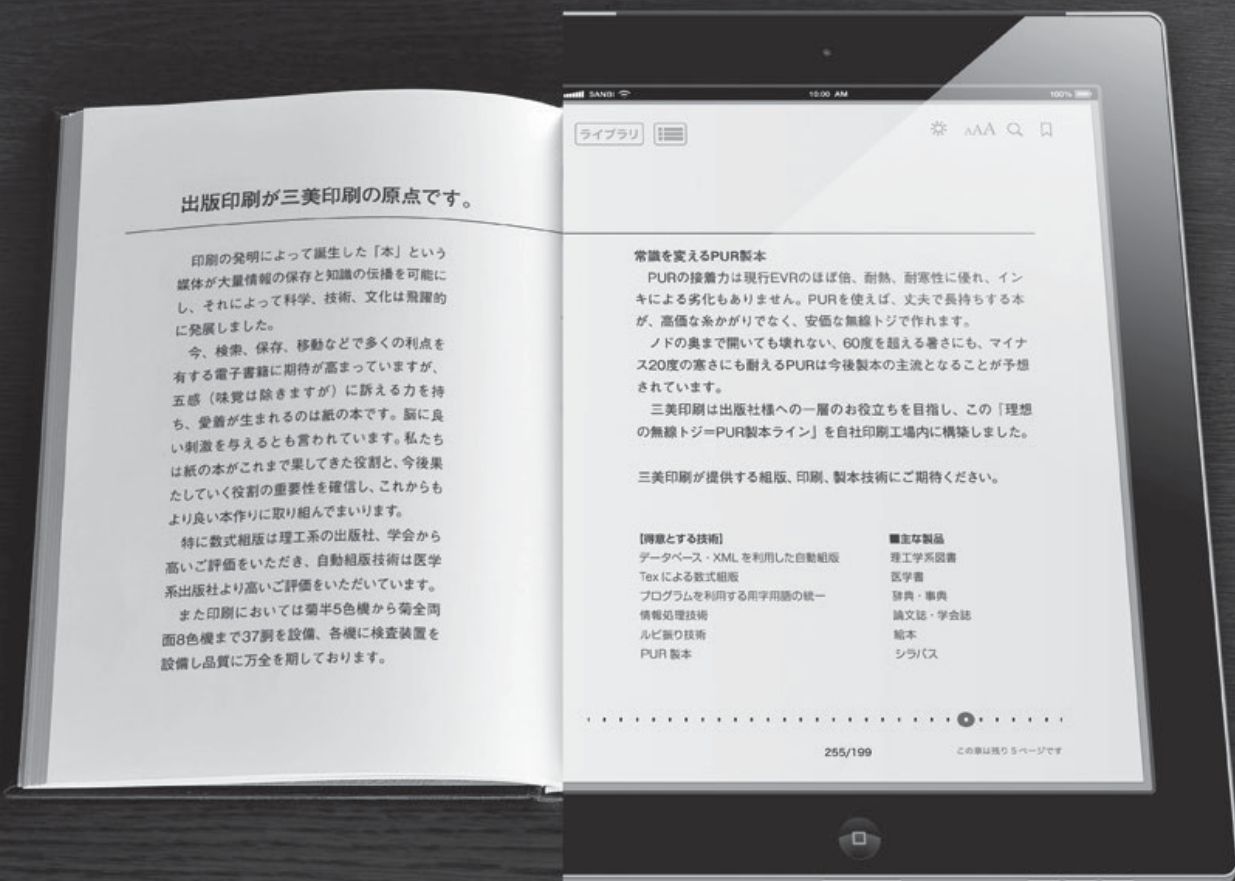 出版印刷が三美印刷の原点です。
印刷の発明によって誕生した「本」という
媒体が大量情報の保存と知識の伝播を可能に
し、それによって科学、技術、文化は飛躍的
に発展しました。
今、検索、保存、移動などで多くの利点を
有する電子書籍に期待が高まっていますが、
五感（味覚は除きますが）に訴える力を持
ち、愛着が生まれるのは紙の本です。脳に良
い刺激を与えるとも言われています。私たち
は紙の本がこれまで果してきた役割と、今後果
たしていく役割の重要性を確信し、これからも
より良い本作りに取り組んでまいります。
特に数式組版は理工系の出版社、学会から
高いご評価をいただき、自動組版技術は医学
系出版社より高いご評価をいただいています。
また印刷においては菊半5色機から菊全両
面8色機まで37胴を設備、各機に検査装置を
設備し品質に万全を期しております。
SANBI 10:00 AM 100%
ライブラリ
AAA
常識を変えるPUR製本
PURの接着力は現行EVRのほぼ倍、耐熱、耐寒性に優れ、イン
キによる劣化もありません。PURを使えば、丈夫で長持ちする本
が、高価な糸かがりでなく、安価な無線トジで作れます。
ノドの奥まで開いても壊れない、60度を超える暑さにも、マイナ
ス20度の寒さにも耐えるPURは今後製本の主流となることが予想
されています。
三美印刷は出版社様への一層のお役立ちを目指し、この「理想
の無線トジ=PUR製本ライン」を自社印刷工場内に構築しました。
三美印刷が提供する組版、印刷、製本技術にご期待ください。
【得意とする技術】
データベース・XMLを利用した自動組版
Texによる数式組版
プログラムを利用する用字用語の統一
情報処理技術
ルビ振り技術
PUR製本
■主な製品
理工学系図書
医学書
辞典・事典
論文誌・学会誌
絵本
シラバス
255/199
この章は残り5ページです